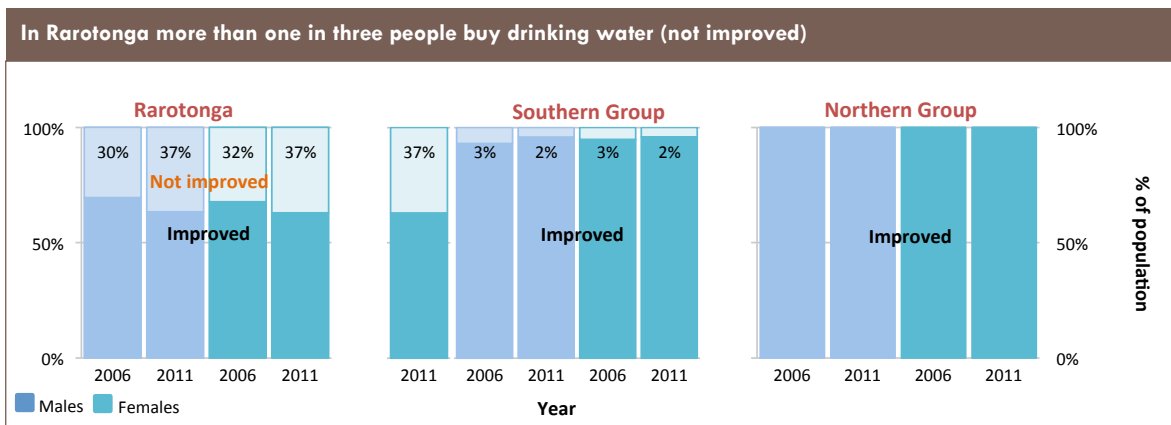 In Rarotonga more than one in three people buy drinking water (not improved)
Rarotonga
Southern Group
Northern Group
100%
30%
37%
32%
37%
37%
3%
2%
3%
2%
100%
Not improved
Improved
Improved
Improved
50%
50%
0%
0%
% of population
2006
2011
2006
2011
2011
2006
2011
2006
2011
2006
2011
2006
2011
Males
Females
Year